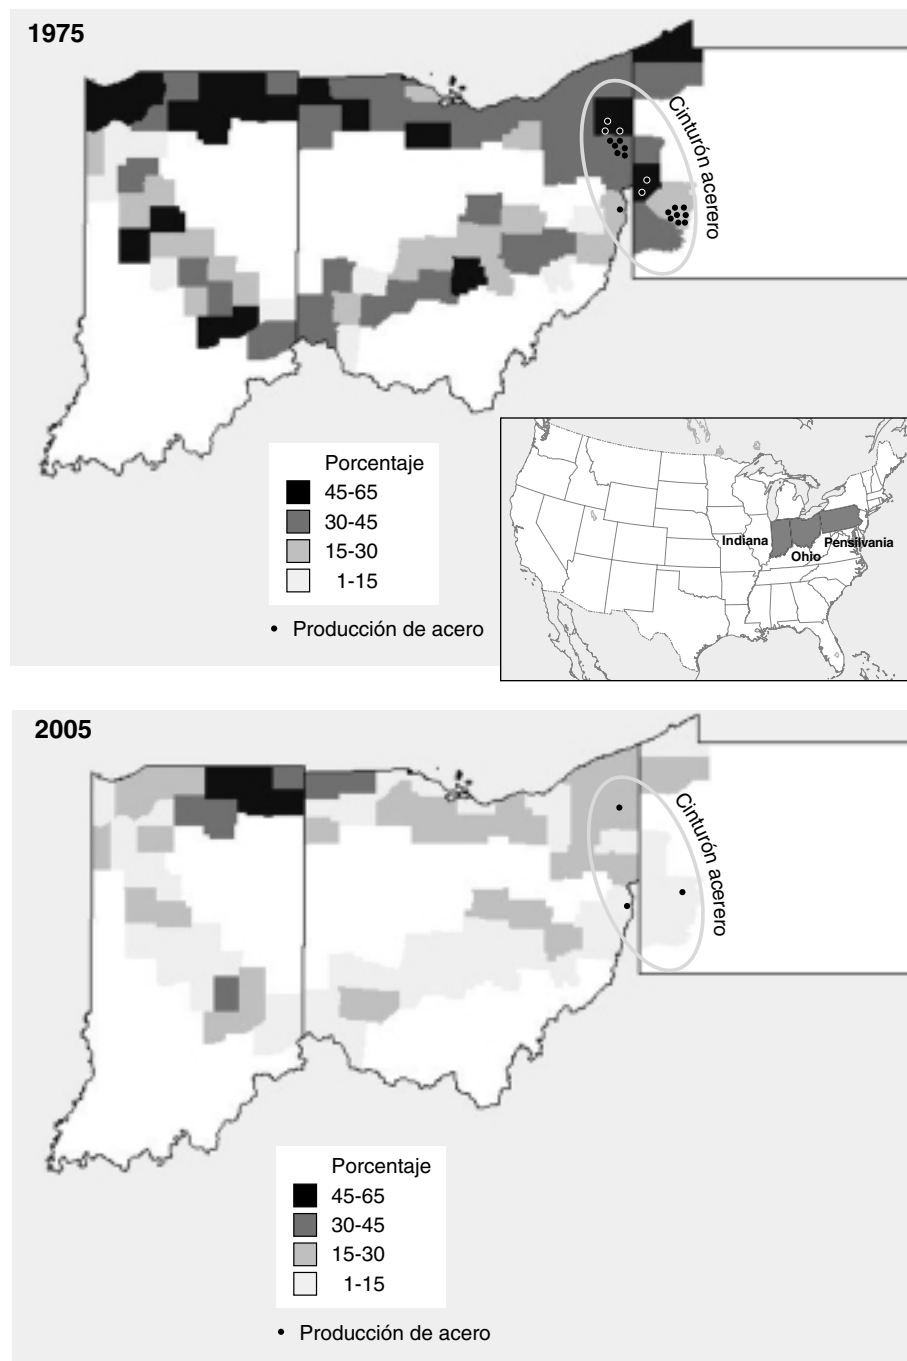 1975
Cinturón acerero
Porcentaje
45-65
30-45
15-30
1-15
• Producción de acero
Indiana
Ohio
Pensilvania
2005
Cinturón acerero
Porcentaje
45-65
30-45
15-30
1-15
• Producción de acero